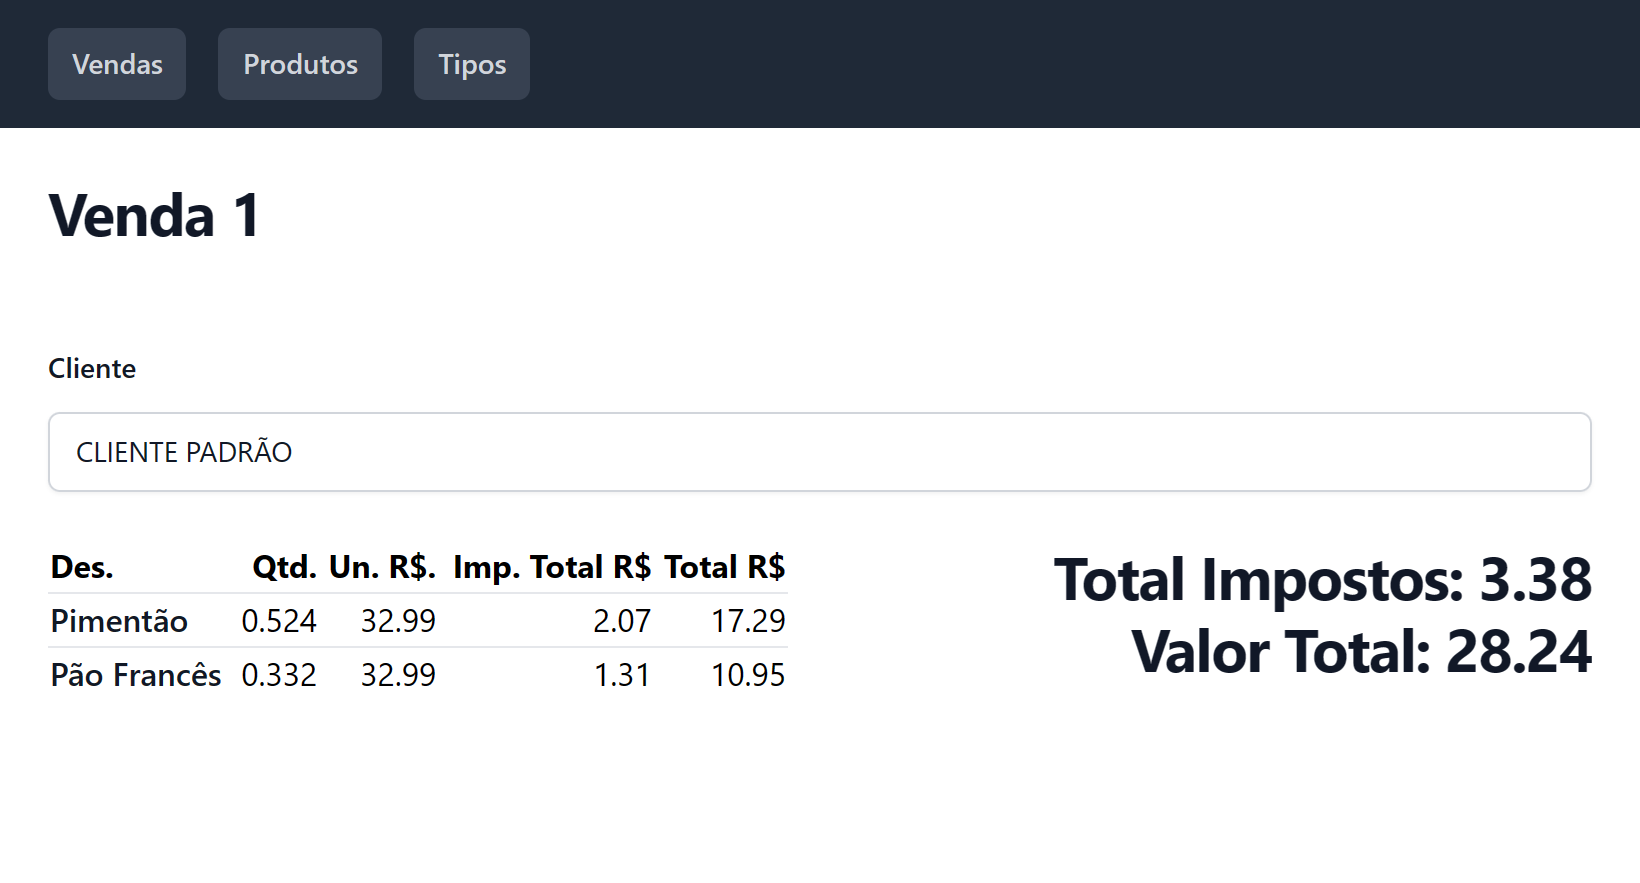 Vendas Produtos Tipos
Venda 1
Cliente
CLIENTE PADRÃO
Des. Qtd. Un. R$. Imp. Total R$ Total R$
Pimentão 0.524 32.99 2.07 17.29
Pão Francês 0.332 32.99 1.31 10.95
Total Impostos: 3.38
Valor Total: 28.24